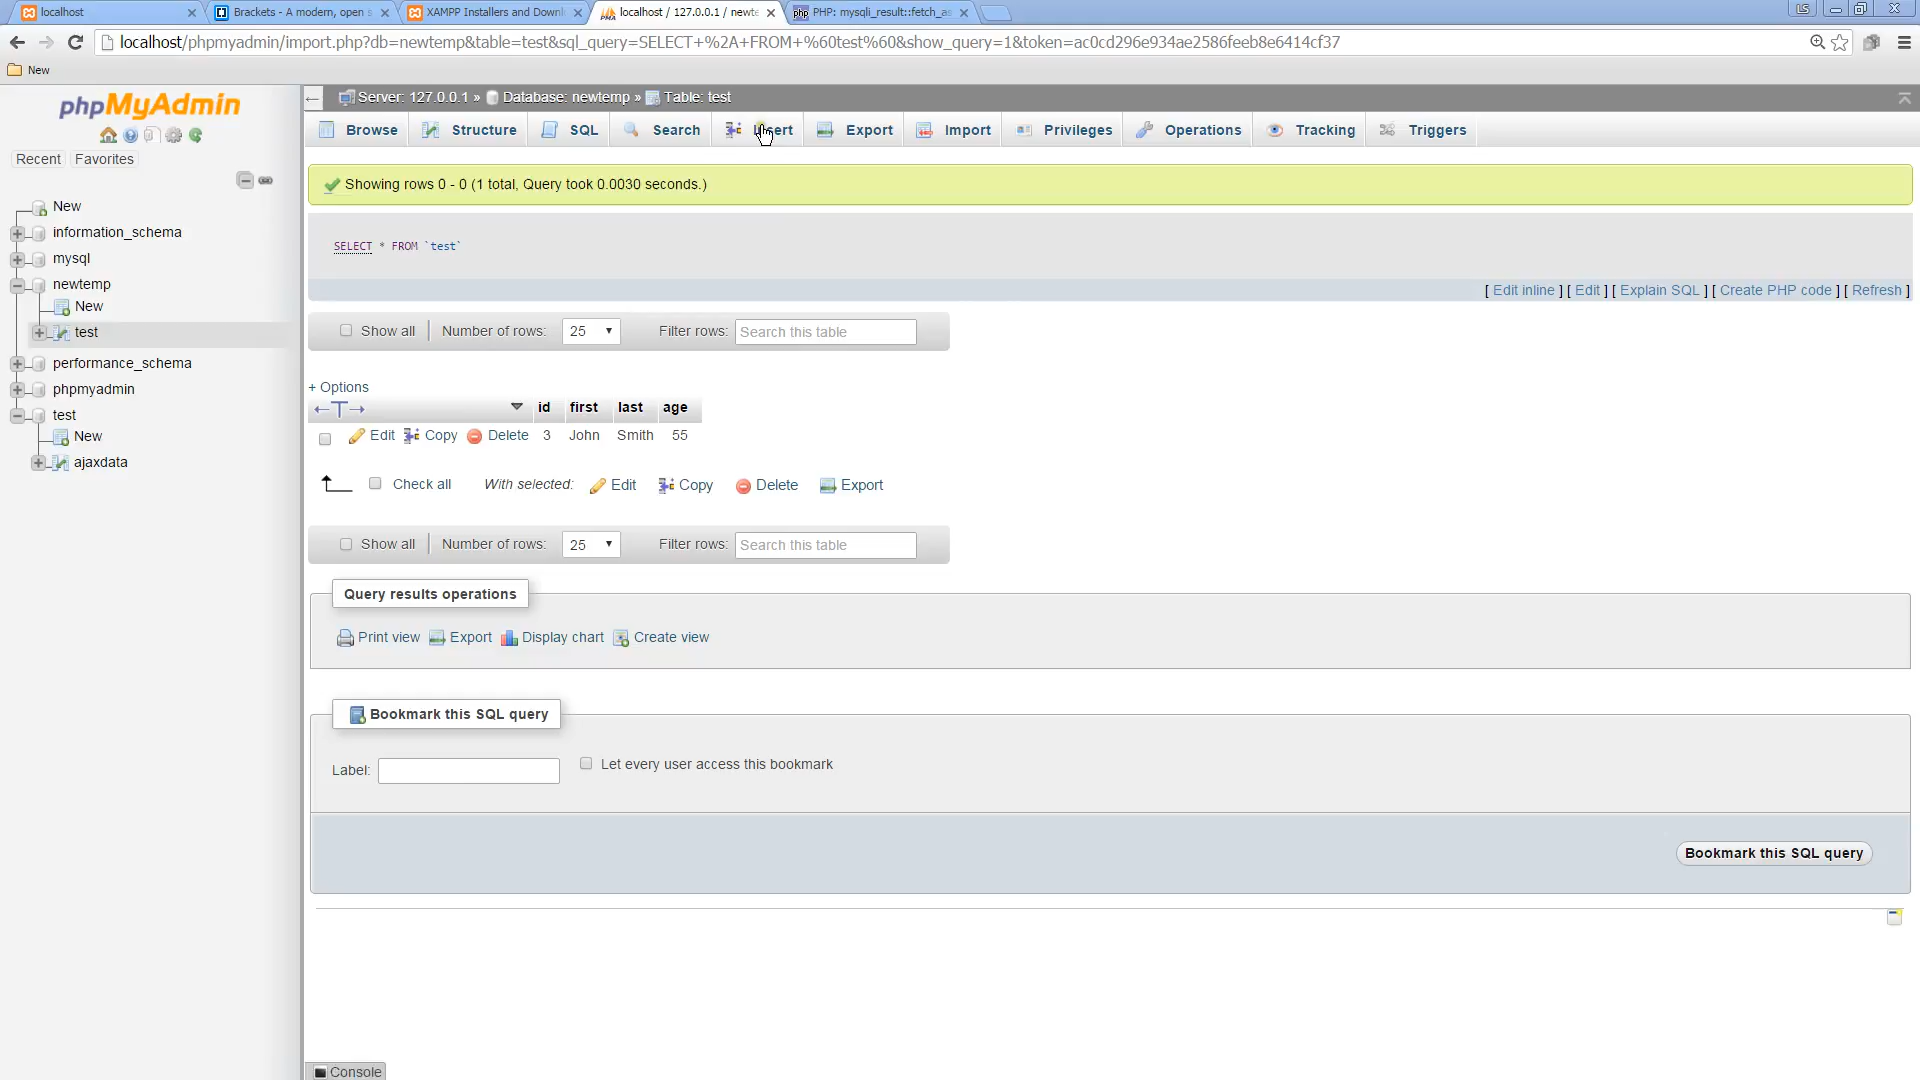 localhost
Brackets - A modern, open s
XAMPP Installers and Downl
localhost / 127.0.0.1 / newte
PHP: mysqli_result::fetch_as
LS
localhost/phpmyadmin/import.php?db=newtemp&table=test&sql_query=SELECT+%2A+FROM+%60test%60&show_query=1&token=ac0cd296e934ae2586feeb8e6414cf37
New
phpMyAdmin
Recent
Favorites
New
information_schema
mysql
newtemp
New
test
performance_schema
phpmyadmin
test
New
ajaxdata
Server: 127.0.0.1 » Database: newtemp » Table: test
Browse
Structure
SQL
Search
Insert
Export
Import
Privileges
Operations
Tracking
Triggers
Showing rows 0 - 0 (1 total, Query took 0.0030 seconds.)
SELECT * FROM `test`
[ Edit inline ] [ Edit ] [ Explain SQL ] [ Create PHP code ] [ Refresh ]
Show all
Number of rows:
25
Filter rows:
Search this table
+ Options
id first last age
Edit Copy Delete 3 John Smith 55
Check all With selected: Edit Copy Delete Export
Show all
Number of rows:
25
Filter rows:
Search this table
Query results operations
Print view Export Display chart Create view
Bookmark this SQL query
Label:
Let every user access this bookmark
Bookmark this SQL query
Console